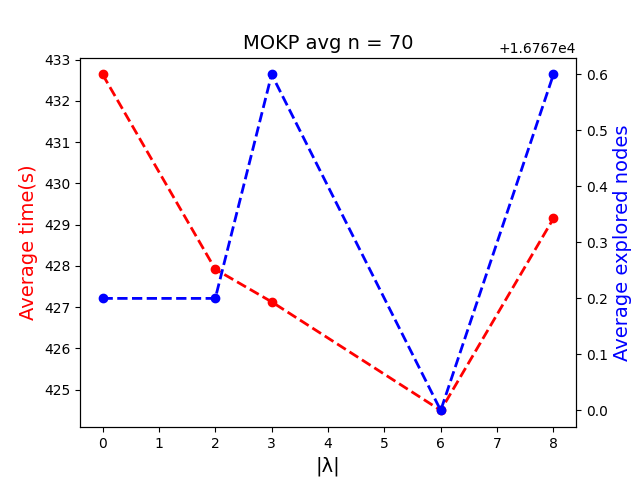 MOKP avg n = 70
+1.6767e4
433
432
431
430
429
428
427
426
425
Average time(s)
0.6
0.5
0.4
0.3
0.2
0.1
0.0
Average explored nodes
0 1 2 3 4 5 6 7 8
|λ|